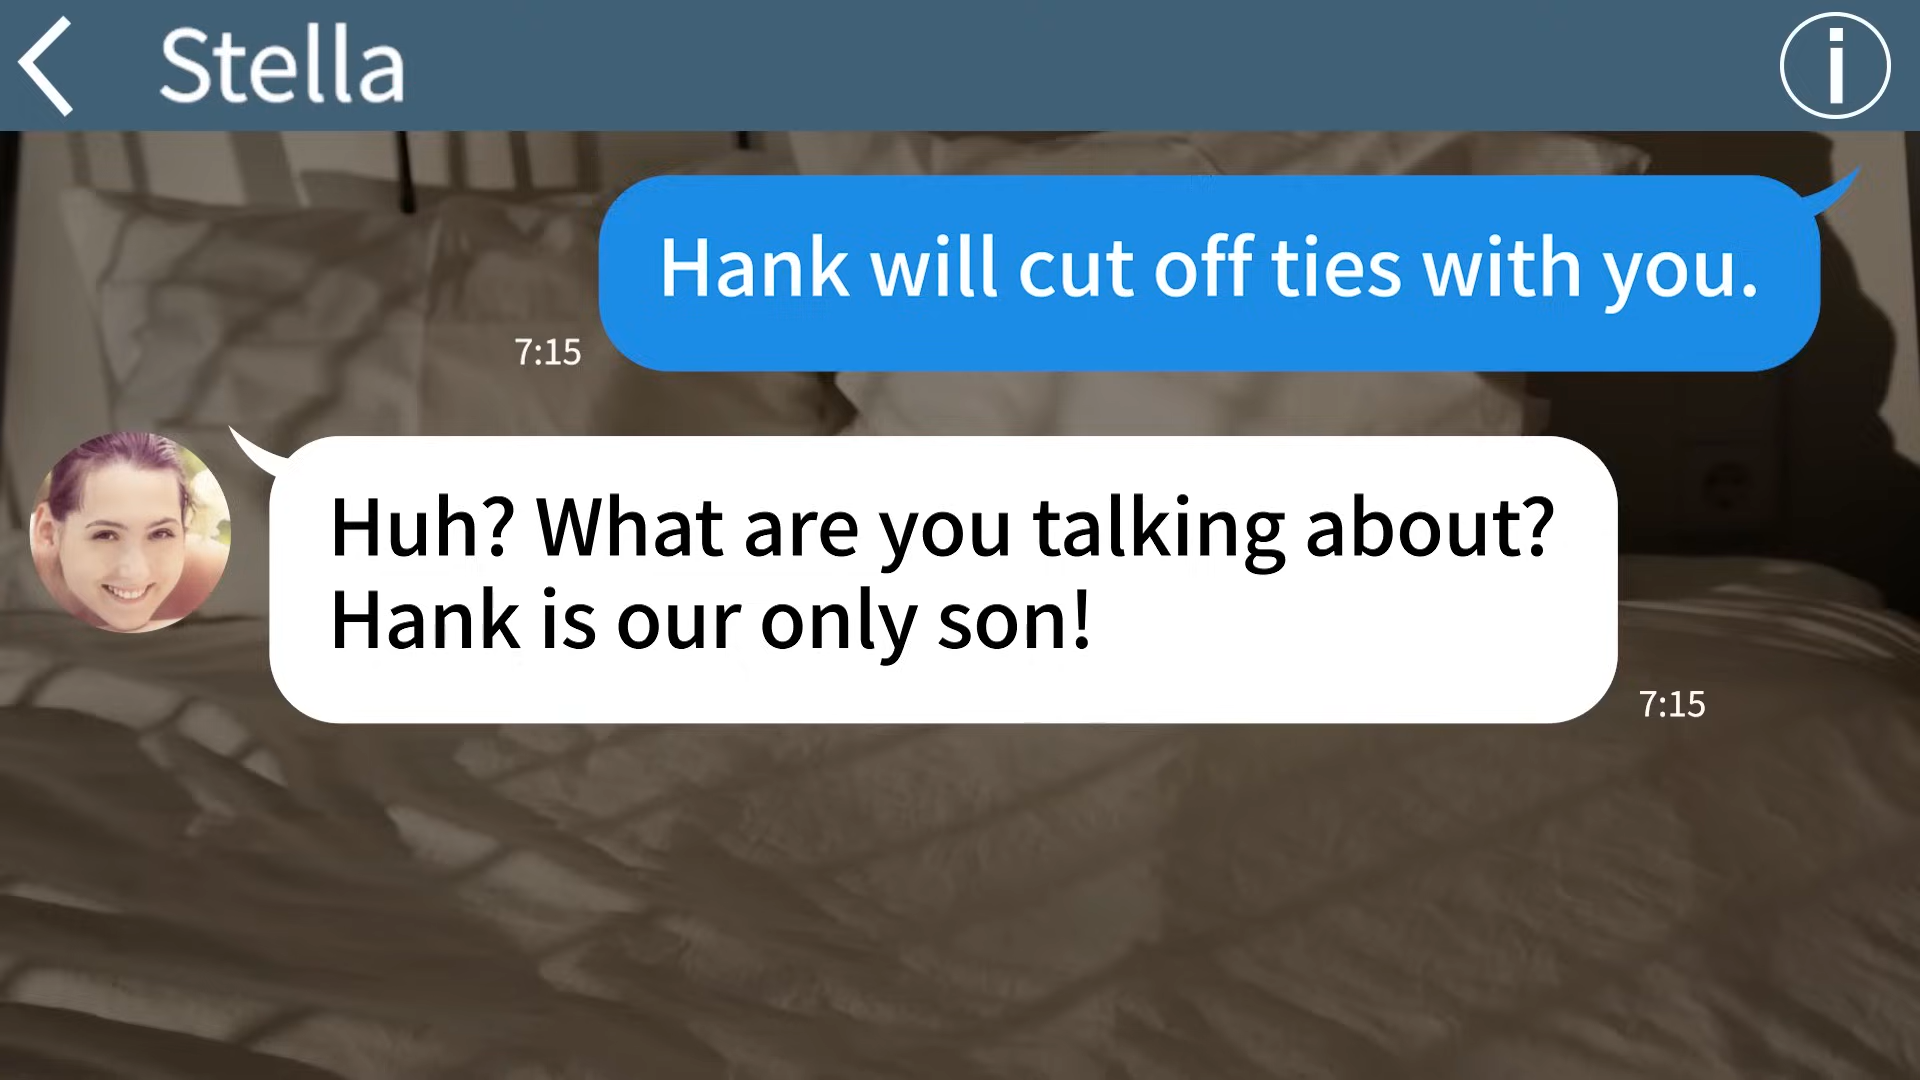 Stella
Hank will cut off ties with you.
7:15
Huh? What are you talking about?
Hank is our only son!
7:15